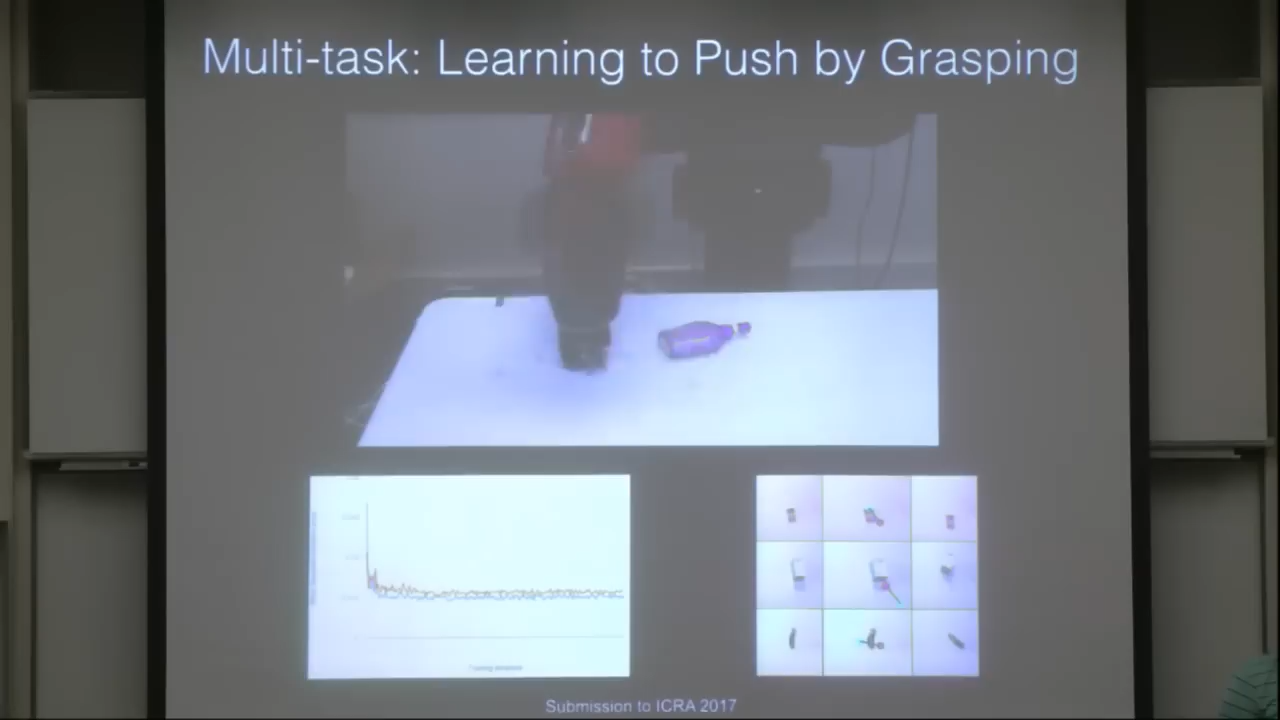 Multi-task: Learning to Push by Grasping
Submission to ICRA 2017